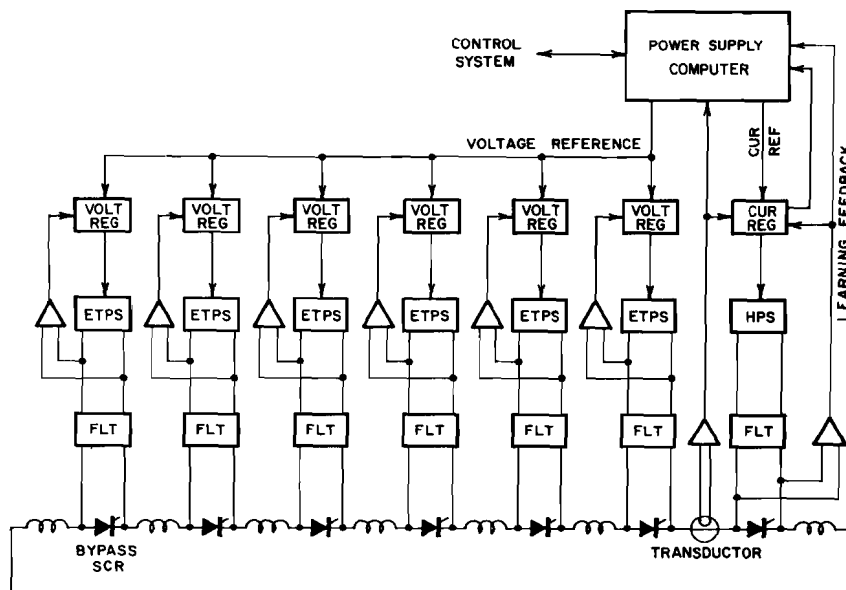 CONTROL
SYSTEM
POWER SUPPLY
COMPUTER
VOLTAGE REFERENCE
CUR
REF
LEARNING FEEDBACK
VOLT
REG
VOLT
REG
VOLT
REG
VOLT
REG
VOLT
REG
VOLT
REG
CUR
REG
ETPS
ETPS
ETPS
ETPS
ETPS
ETPS
HPS
FLT
FLT
FLT
FLT
FLT
FLT
FLT
BYPASS
SCR
TRANSDUCTOR